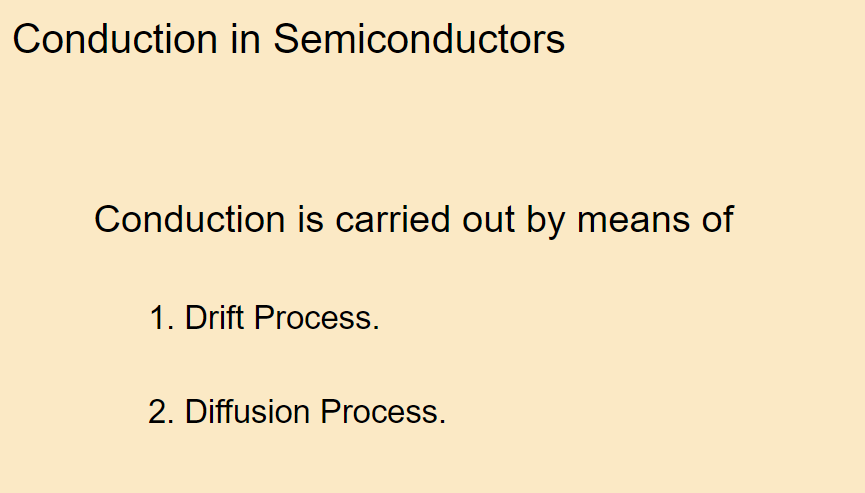 Conduction in Semiconductors
Conduction is carried out by means of
1. Drift Process.
2. Diffusion Process.